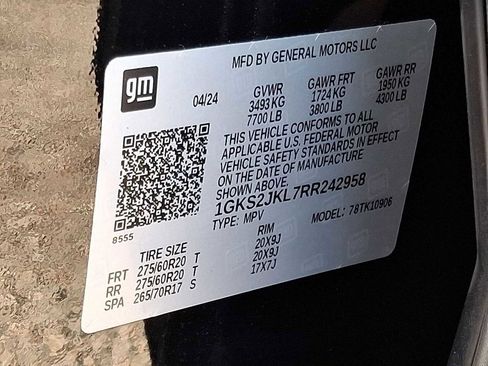 MFD BY GENERAL MOTORS LLC
gm
04/24
GVWR
3493 KG
7700 LB
GAWR FRT
1724 KG
3800 LB
GAWR RR
1950 KG
4300 LB
THIS VEHICLE CONFORMS TO ALL
APPLICABLE U.S. FEDERAL MOTOR
VEHICLE SAFETY STANDARDS IN EFFECT
ON THE DATE OF MANUFACTURE
SHOWN ABOVE.
1GKS2JKL7RR242958
TYPE: MPV
MODEL: 78TK10906
8555
TIRE SIZE
RIM
FRT 275/60R20 T 20X9J
RR 275/60R20 T 20X9J
SPA 265/70R17 S 17X7J